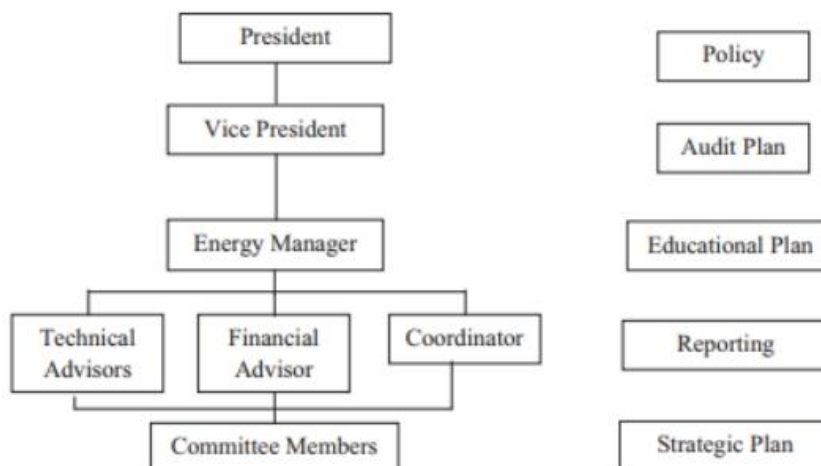 President
Policy
Vice President
Audit Plan
Energy Manager
Educational Plan
Technical
Advisors
Financial
Advisor
Coordinator
Reporting
Committee Members
Strategic Plan